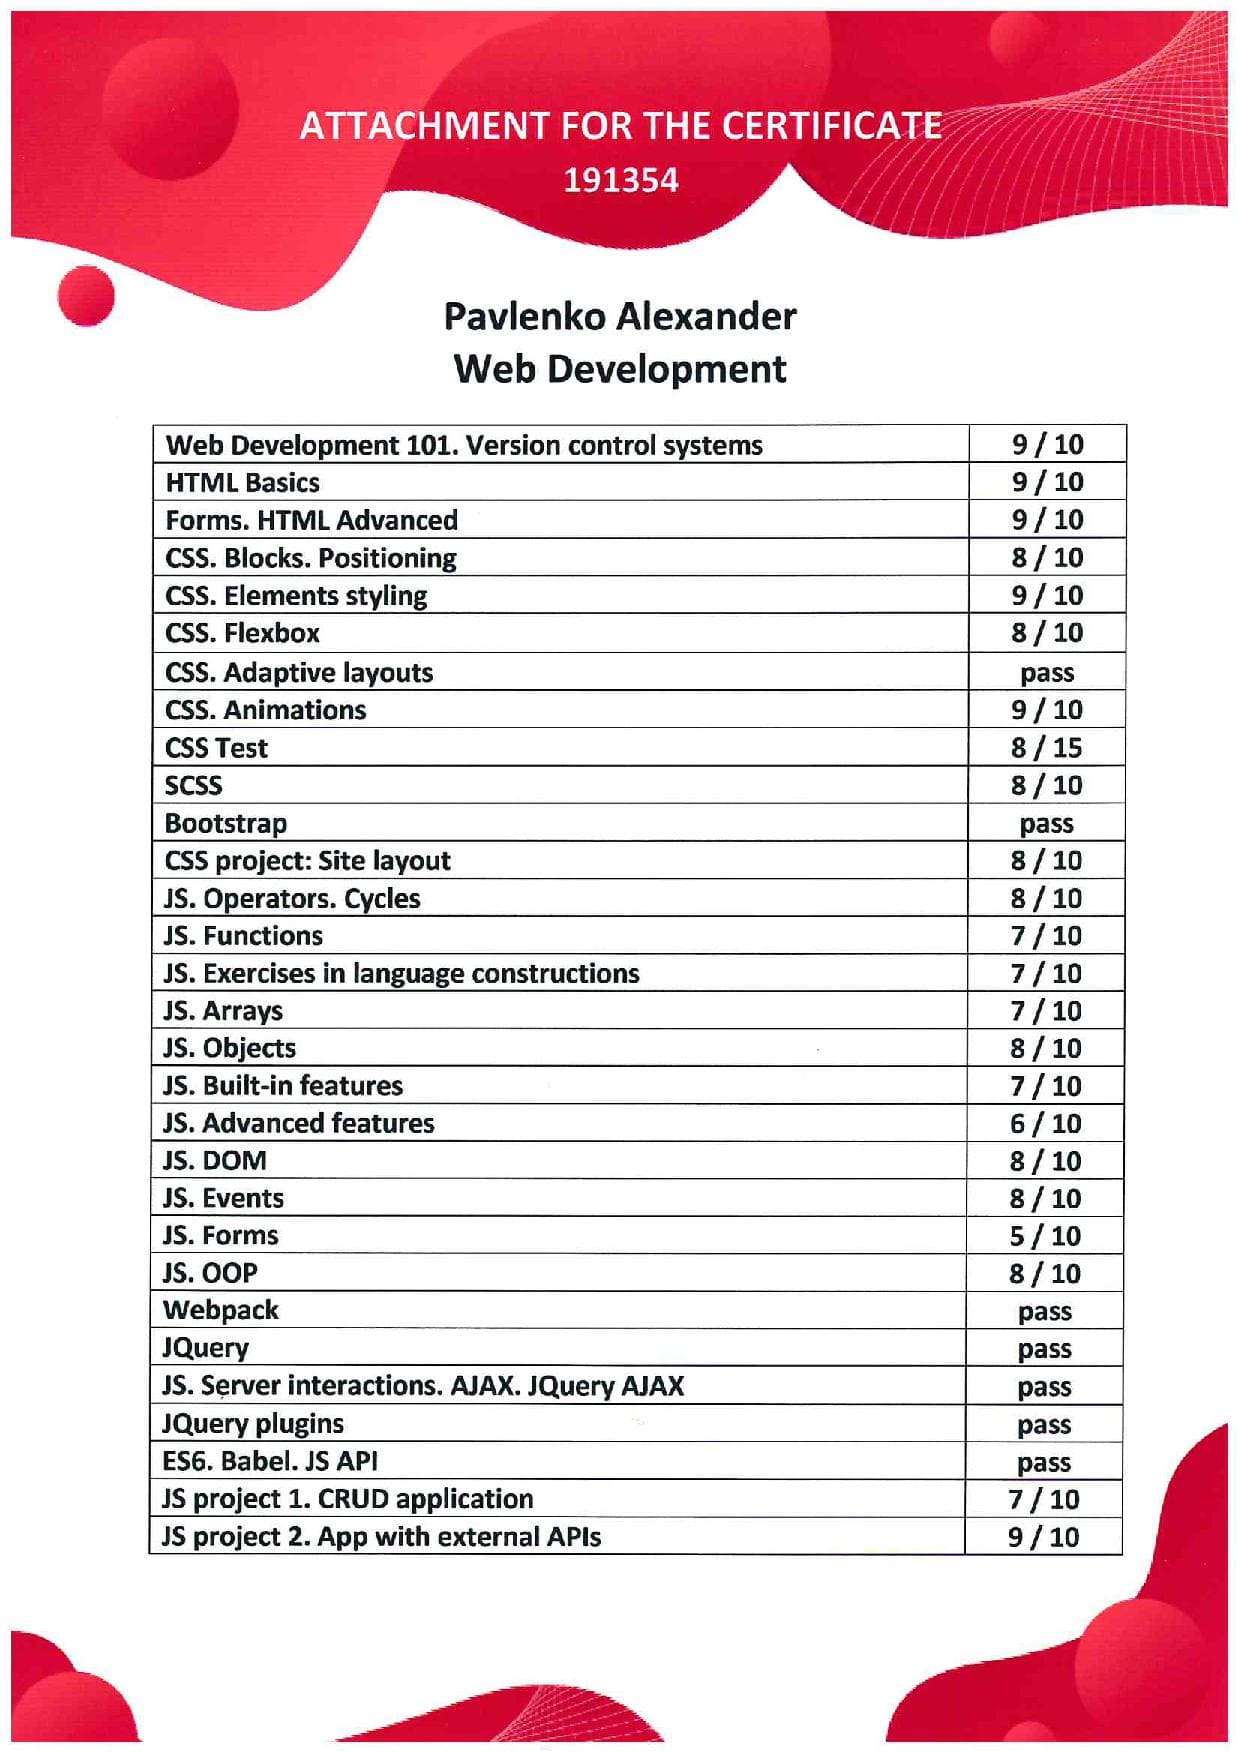 ATTACHMENT FOR THE CERTIFICATE
191354
Pavlenko Alexander
Web Development
Web Development 101. Version control systems 9 / 10
HTML Basics 9 / 10
Forms. HTML Advanced 9 / 10
CSS. Blocks. Positioning 8 / 10
CSS. Elements styling 9 / 10
CSS. Flexbox 8 / 10
CSS. Adaptive layouts pass
CSS. Animations 9 / 10
CSS Test 8 / 15
SCSS 8 / 10
Bootstrap pass
CSS project: Site layout 8 / 10
JS. Operators. Cycles 8 / 10
JS. Functions 7 / 10
JS. Exercises in language constructions 7 / 10
JS. Arrays 7 / 10
JS. Objects 8 / 10
JS. Built-in features 7 / 10
JS. Advanced features 6 / 10
JS. DOM 8 / 10
JS. Events 8 / 10
JS. Forms 5 / 10
JS. OOP 8 / 10
Webpack pass
JQuery pass
JS. Server interactions. AJAX. JQuery AJAX pass
JQuery plugins pass
ES6. Babel. JS API pass
JS project 1. CRUD application 7 / 10
JS project 2. App with external APIs 9 / 10